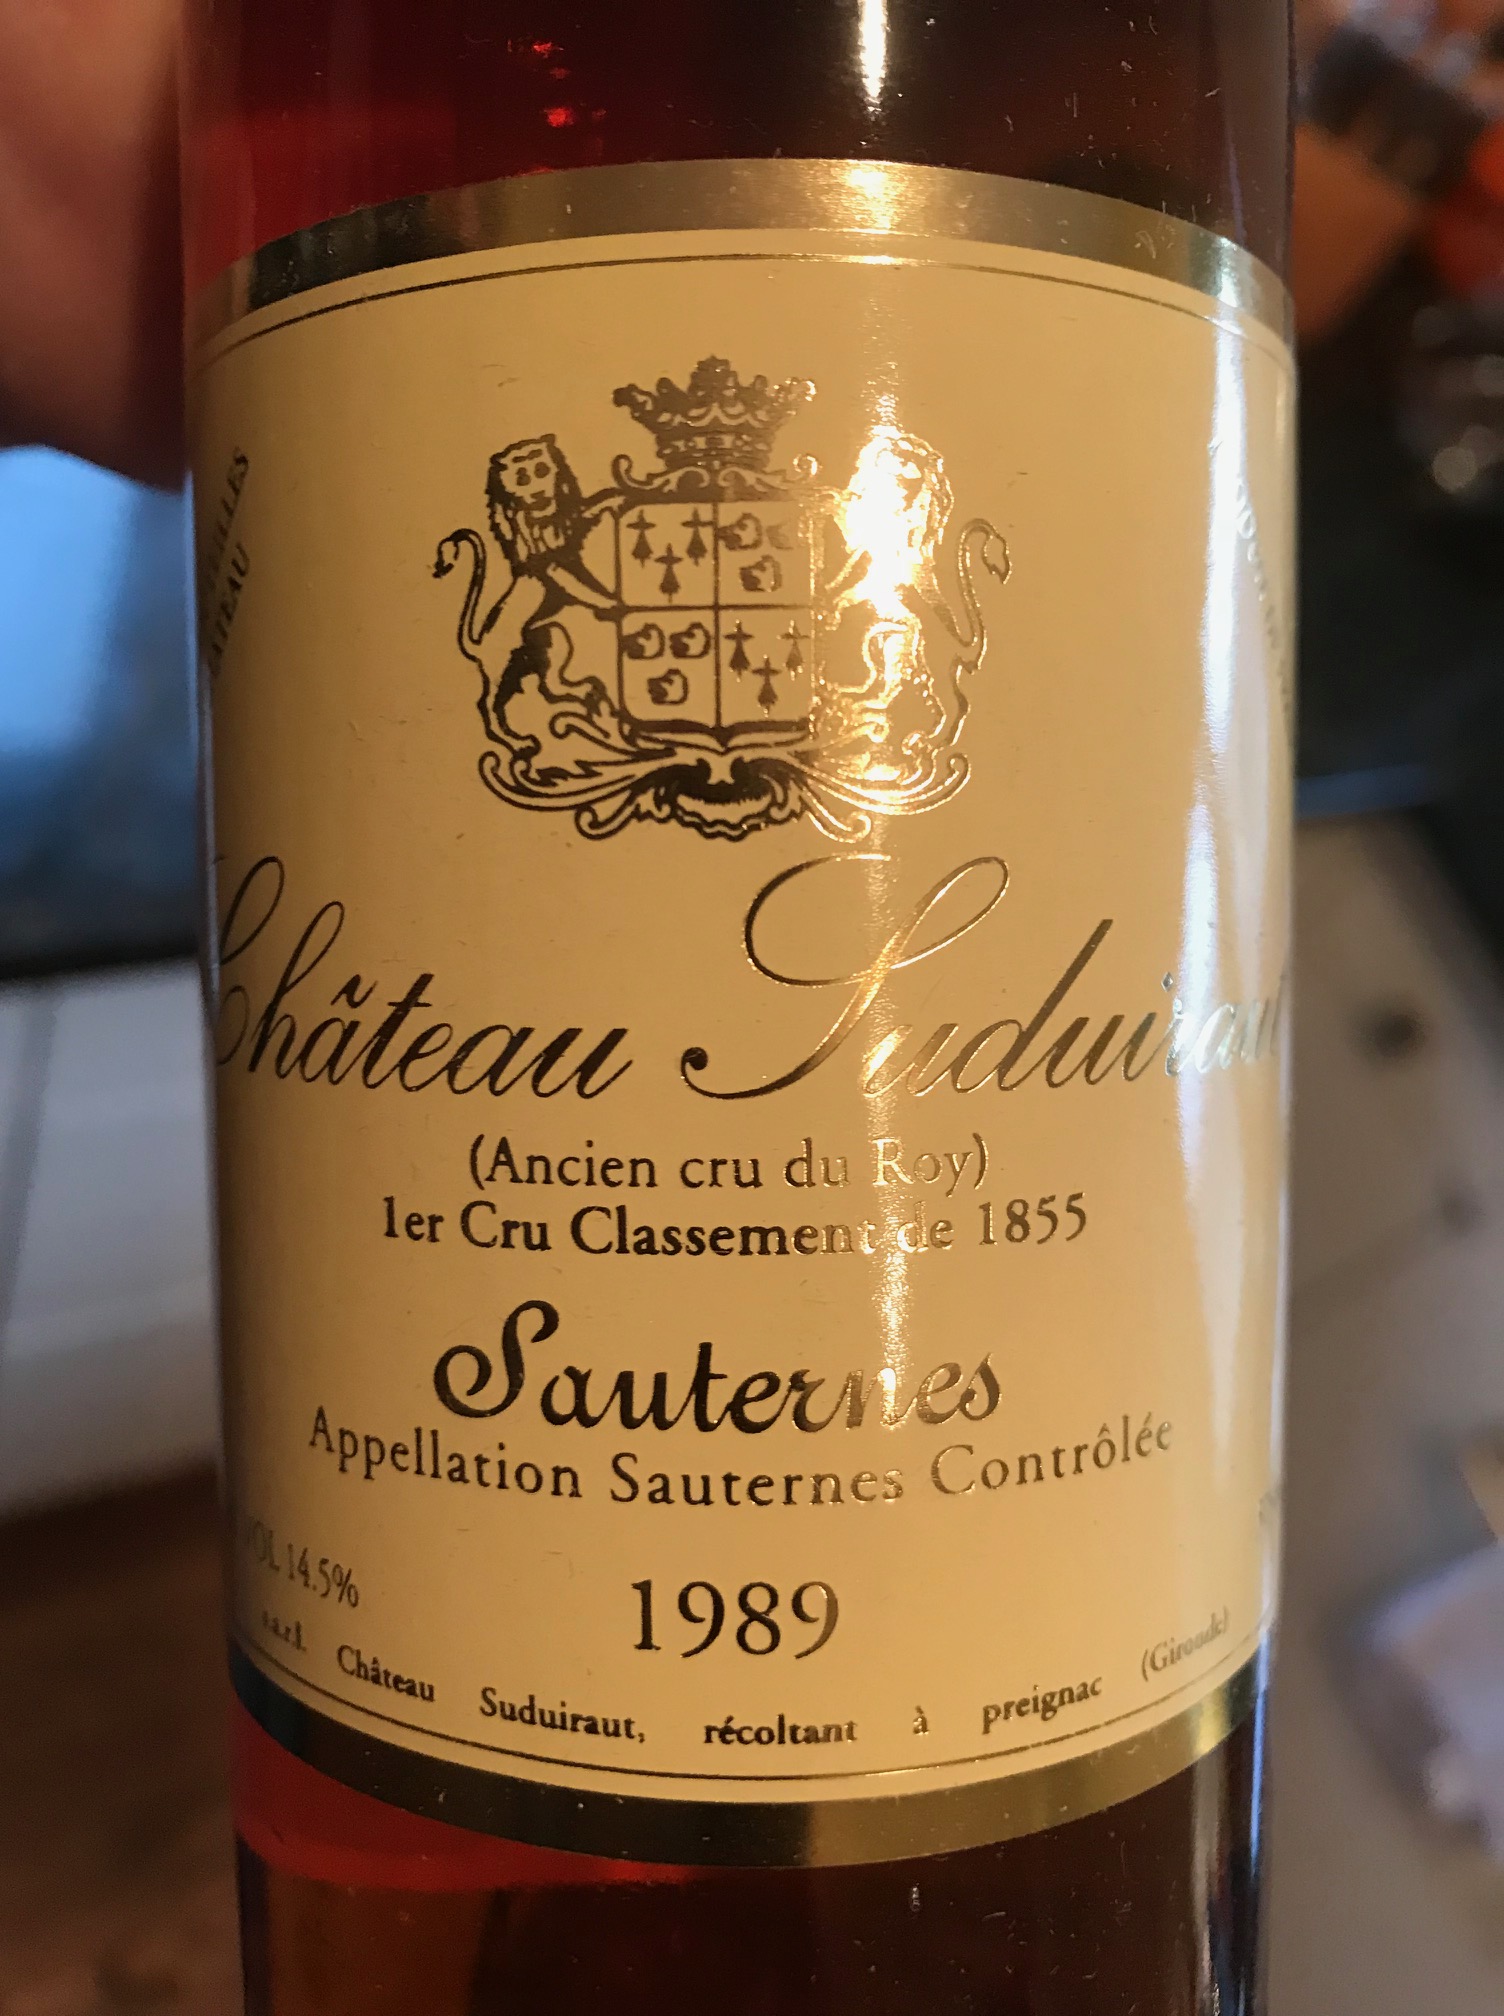 Château Suduiraut
(Ancien cru du Roy)
1er Cru Classement de 1855
Sauternes
Appellation Sauternes Contrôlée
VOL 14.5%
1989
s.a.r.l. Château Suduiraut, récoltant à preignac (Gironde)